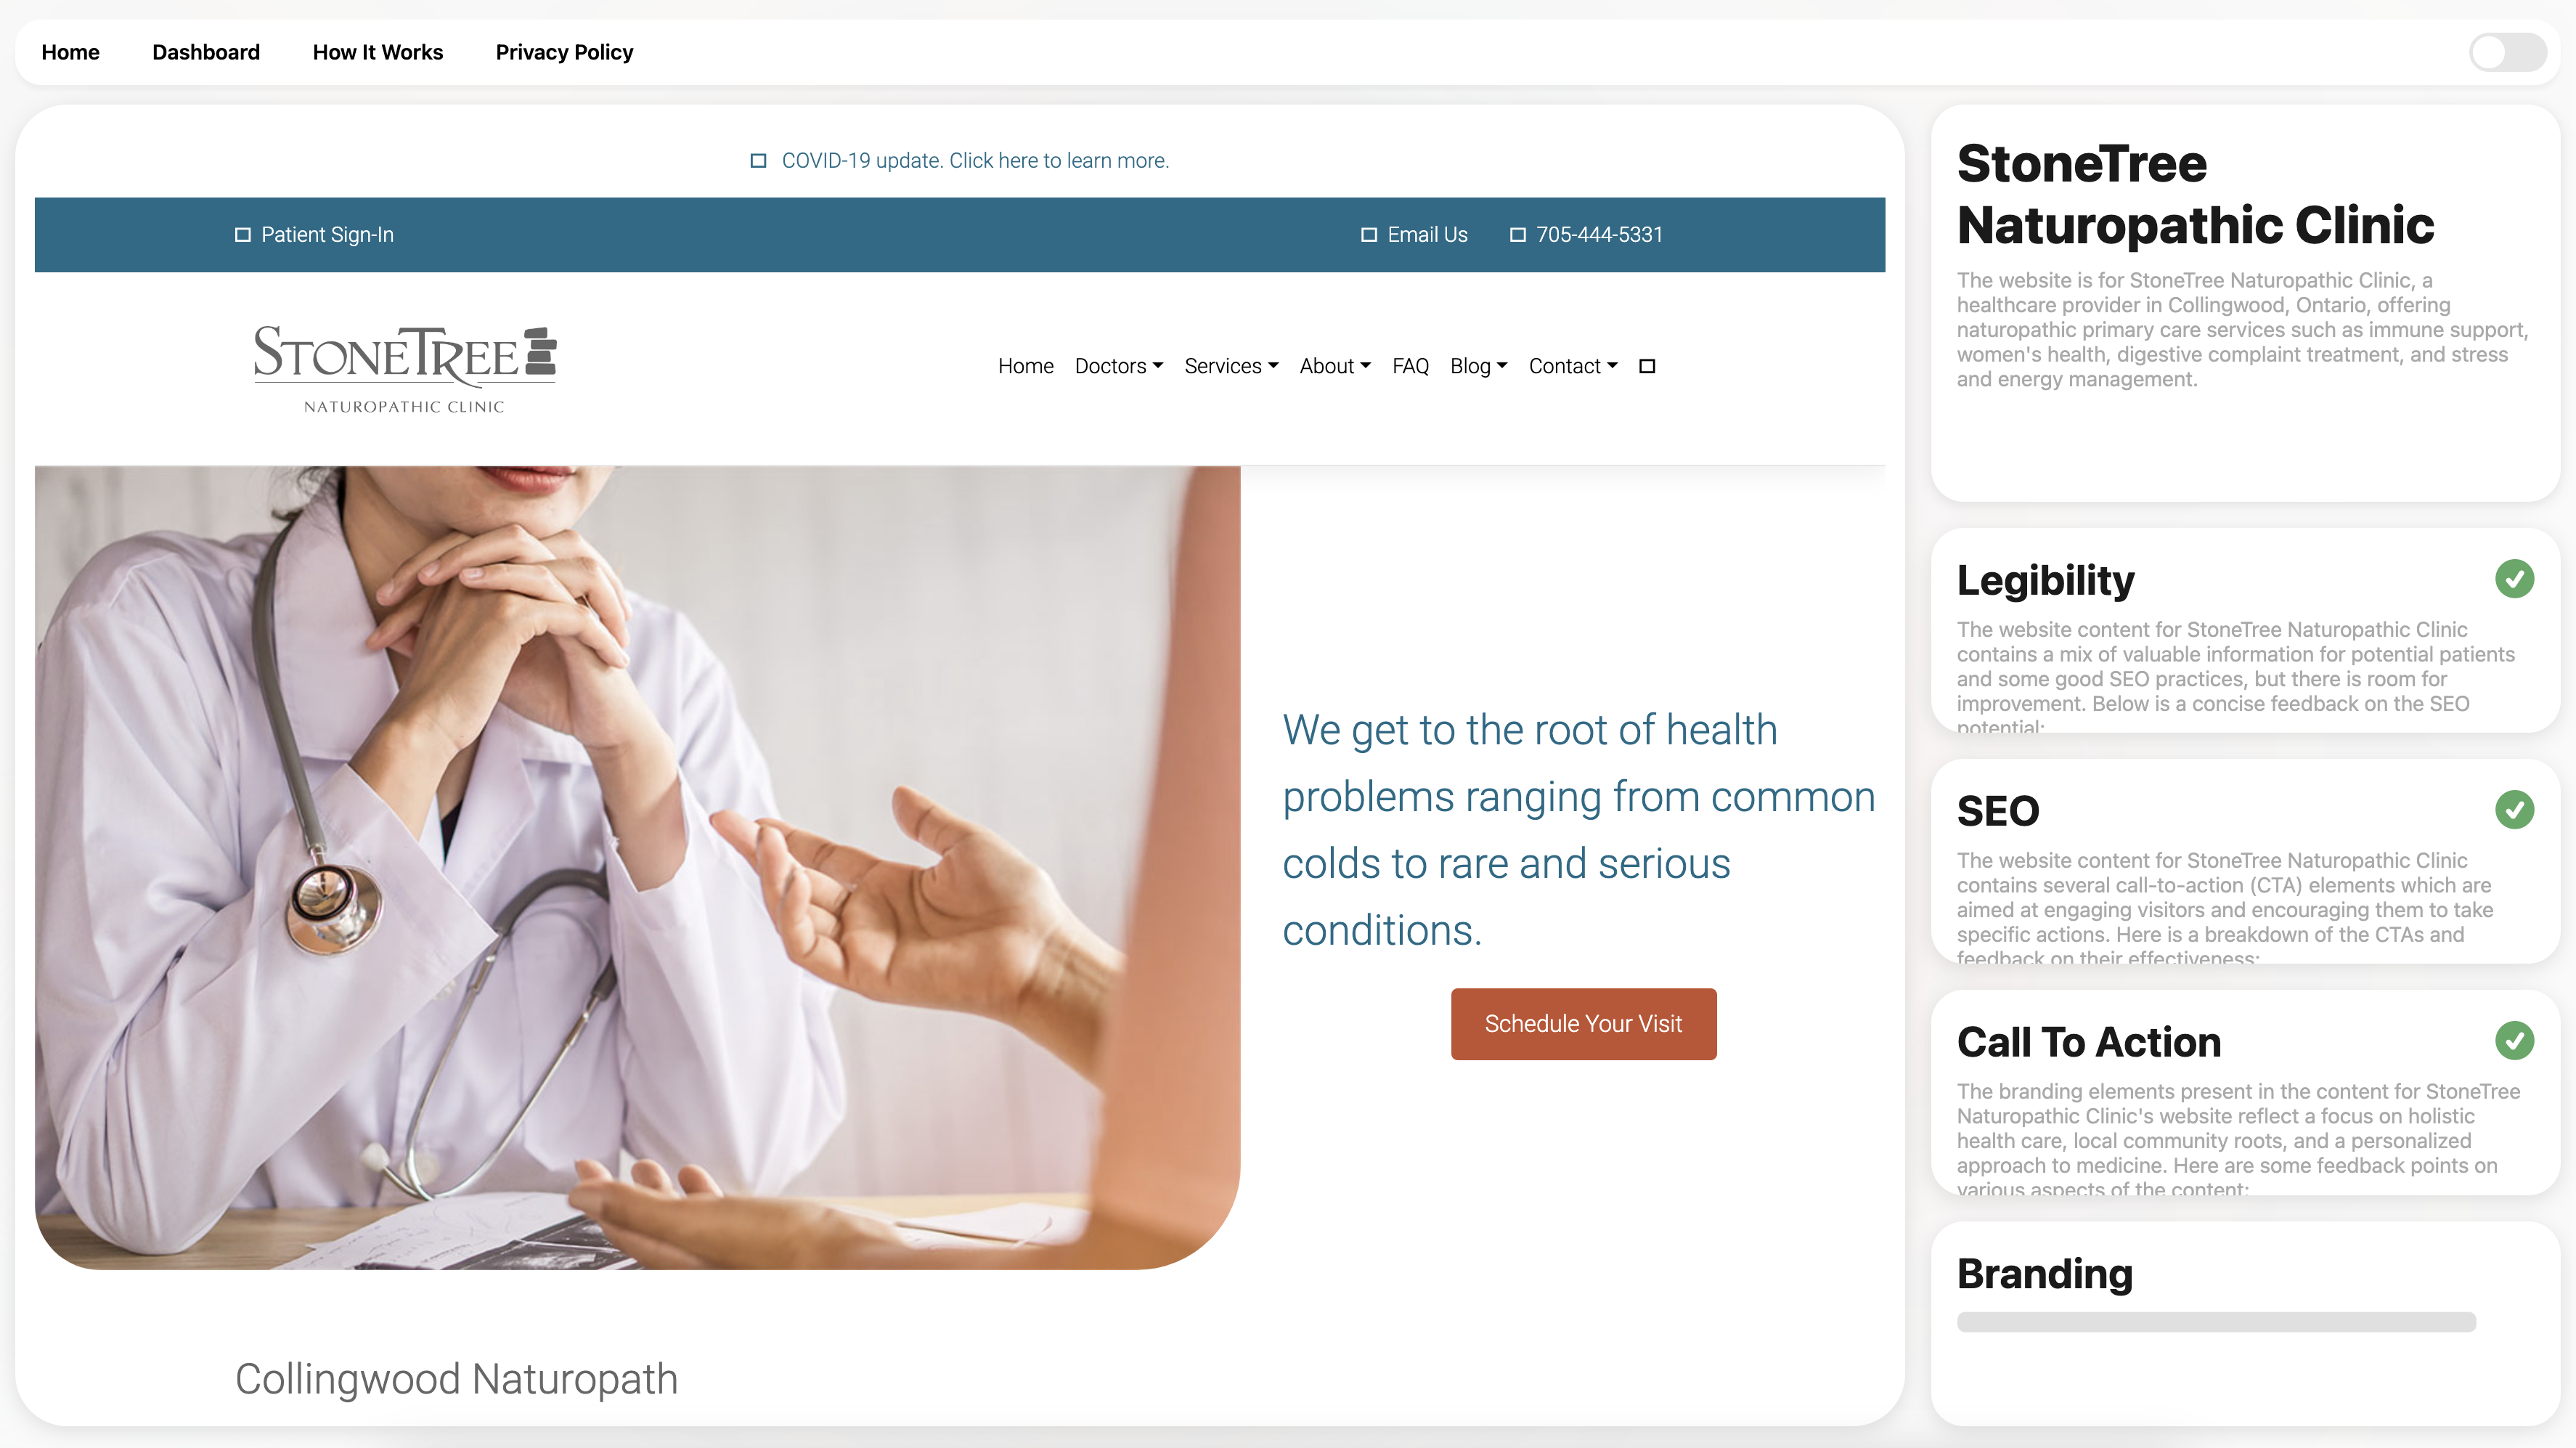 Home Dashboard How It Works Privacy Policy
COVID-19 update. Click here to learn more.
Patient Sign-In Email Us 705-444-5331
STONETREE
NATUROPATHIC CLINIC
Home Doctors Services About FAQ Blog Contact
We get to the root of health
problems ranging from common
colds to rare and serious
conditions.
Schedule Your Visit
Collingwood Naturopath
StoneTree
Naturopathic Clinic
The website is for StoneTree Naturopathic Clinic, a
healthcare provider in Collingwood, Ontario, offering
naturopathic primary care services such as immune support,
women's health, digestive complaint treatment, and stress
and energy management.
Legibility
The website content for StoneTree Naturopathic Clinic
contains a mix of valuable information for potential patients
and some good SEO practices, but there is room for
improvement. Below is a concise feedback on the SEO
potential:
SEO
The website content for StoneTree Naturopathic Clinic
contains several call-to-action (CTA) elements which are
aimed at engaging visitors and encouraging them to take
specific actions. Here is a breakdown of the CTAs and
feedback on their effectiveness:
Call To Action
The branding elements present in the content for StoneTree
Naturopathic Clinic's website reflect a focus on holistic
health care, local community roots, and a personalized
approach to medicine. Here are some feedback points on
various aspects of the content:
Branding